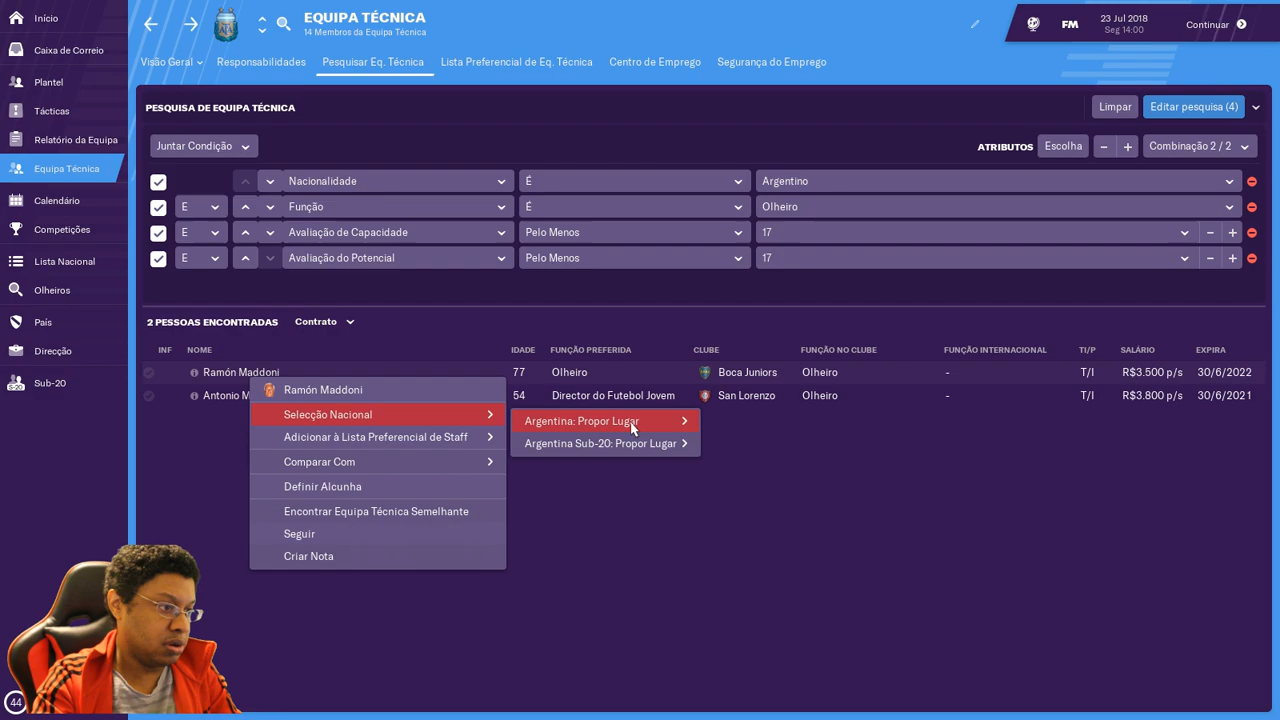 Início
Caixa de Correio
Plantel
Tácticas
Relatório da Equipa
Equipa Técnica
Calendário
Competições
Lista Nacional
Olheiros
País
Direcção
S-20
Sub-20
44
AFA
EQUIPA TÉCNICA
14 Membros da Equipa Técnica
FM
23 Jul 2018
Seg 14:00
Continuar
Visão Geral
Responsabilidades
Pesquisar Eq. Técnica
Lista Preferencial de Eq. Técnica
Centro de Emprego
Segurança do Emprego
PESQUISA DE EQUIPA TÉCNICA
Limpar
Editar pesquisa (4)
Juntar Condição
ATRIBUTOS
Escolha
Combinação 2 / 2
Nacionalidade É Argentino
E Função É Olheiro
E Avaliação de Capacidade Pelo Menos 17
E Avaliação do Potencial Pelo Menos 17
2 PESSOAS ENCONTRADAS Contrato
INF NOME IDADE FUNÇÃO PREFERIDA CLUBE FUNÇÃO NO CLUBE FUNÇÃO INTERNACIONAL TI/P SALÁRIO EXPIRA
Ramón Maddoni 77 Olheiro Boca Juniors Olheiro - T/I R$3.500 p/s 30/6/2022
Antonio M 54 Director do Futebol Jovem San Lorenzo Olheiro - T/I R$3.800 p/s 30/6/2021
Ramón Maddoni
Selecção Nacional
Adicionar à Lista Preferencial de Staff
Comparar Com
Definir Alcunha
Encontrar Equipa Técnica Semelhante
Seguir
Criar Nota
Argentina: Propor Lugar
Argentina Sub-20: Propor Lugar